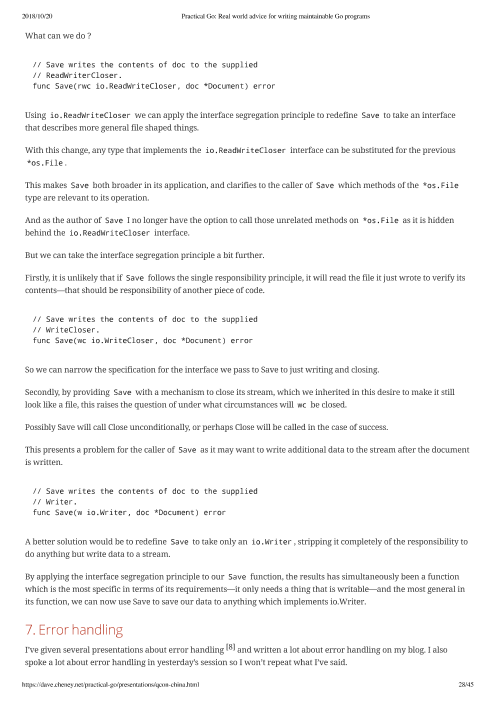 2018/10/20 Practical Go: Real world advice for writing maintainable Go programs
What can we do ?
// Save writes the contents of doc to the supplied
// ReadWriterCloser.
func Save(rwc io.ReadWriteCloser, doc *Document) error
Using io.ReadWriteCloser we can apply the interface segregation principle to redefine Save to take an interface
that describes more general file shaped things.
With this change, any type that implements the io.ReadWriteCloser interface can be substituted for the previous
*os.File .
This makes Save both broader in its application, and clarifies to the caller of Save which methods of the *os.File
type are relevant to its operation.
And as the author of Save I no longer have the option to call those unrelated methods on *os.File as it is hidden
behind the io.ReadWriteCloser interface.
But we can take the interface segregation principle a bit further.
Firstly, it is unlikely that if Save follows the single responsibility principle, it will read the file it just wrote to verify its
contents—that should be responsibility of another piece of code.
// Save writes the contents of doc to the supplied
// WriteCloser.
func Save(wc io.WriteCloser, doc *Document) error
So we can narrow the specification for the interface we pass to Save to just writing and closing.
Secondly, by providing Save with a mechanism to close its stream, which we inherited in this desire to make it still
look like a file, this raises the question of under what circumstances will wc be closed.
Possibly Save will call Close unconditionally, or perhaps Close will be called in the case of success.
This presents a problem for the caller of Save as it may want to write additional data to the stream after the document
is written.
// Save writes the contents of doc to the supplied
// Writer.
func Save(w io.Writer, doc *Document) error
A better solution would be to redefine Save to take only an io.Writer , stripping it completely of the responsibility to
do anything but write data to a stream.
By applying the interface segregation principle to our Save function, the results has simultaneously been a function
which is the most specific in terms of its requirements—it only needs a thing that is writable—and the most general in
its function, we can now use Save to save our data to anything which implements io.Writer.
7. Error handling
I've given several presentations about error handling [8] and written a lot about error handling on my blog. I also
spoke a lot about error handling in yesterday's session so I won't repeat what I've said.
https://dave.cheney.net/practical-go/presentations/qcon-china.html 28/45